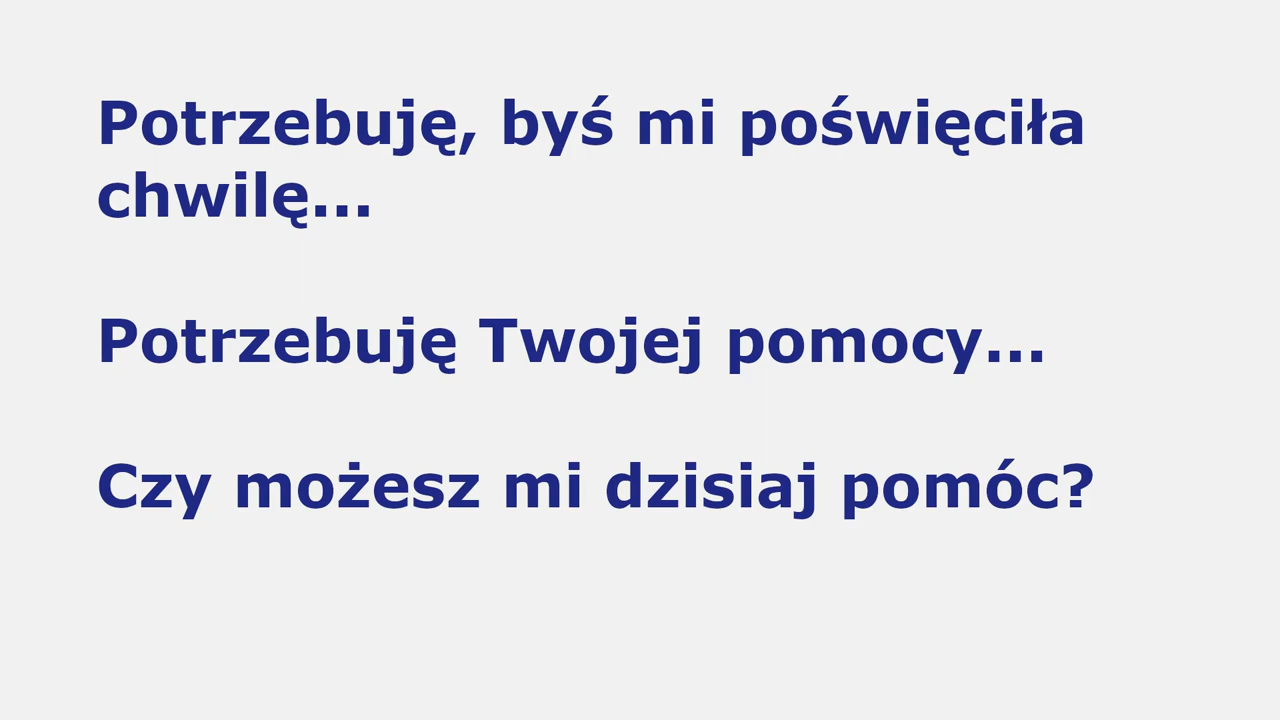 Potrzebuję, byś mi poświęciła
chwilę...
Potrzebuję Twojej pomocy...
Czy możesz mi dzisiaj pomóc?